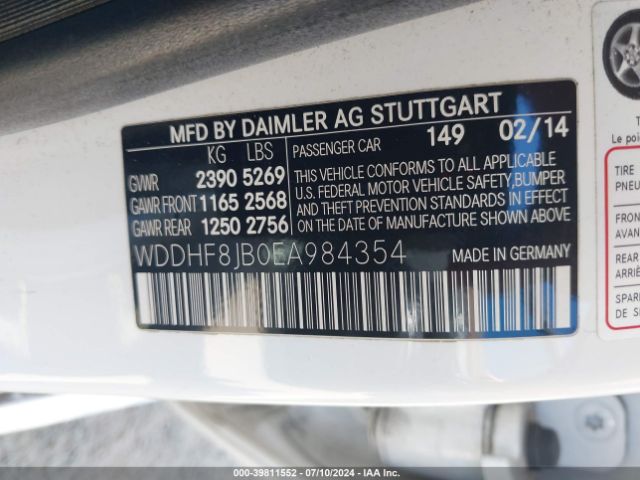 MFD BY DAIMLER AG STUTTGART
KG LBS PASSENGER CAR 149 02/14
GVWR 2390 5269
GAWR FRONT 1165 2568
GAWR REAR 1250 2756
THIS VEHICLE CONFORMS TO ALL APPLICABLE
U.S. FEDERAL MOTOR VEHICLE SAFETY, BUMPER
AND THEFT PREVENTION STANDARDS IN EFFECT
ON THE DATE OF MANUFACTURE SHOWN ABOVE
WDDHF8JB0EA984354 MADE IN GERMANY
Le poi
TIRE
PNEU
FRONT
AVAN
REAR
ARRIÈ
SPAR
DE S
000-39811552 - 07/10/2024 - IAA Inc.